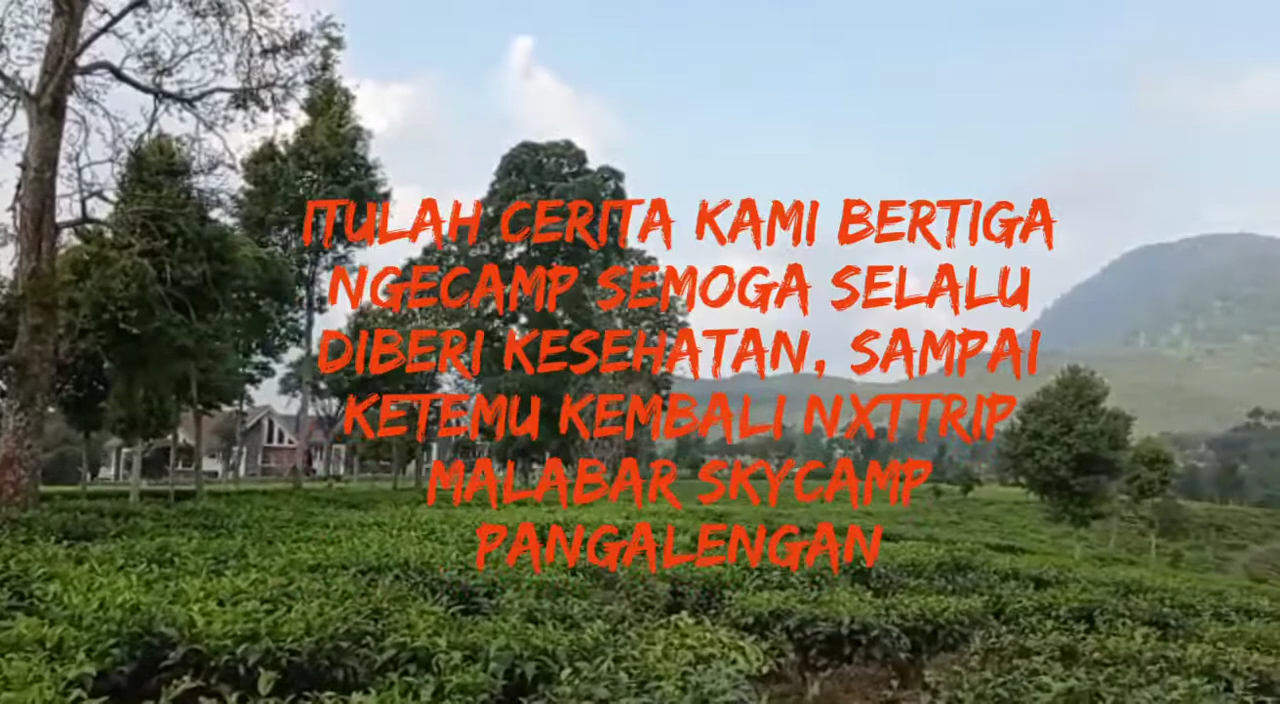 ITULAH CERITA KAMI BERTIGA
NGECAMP SEMOGA SELALU
DIBERI KESEHATAN, SAMPAI
KETEMU KEMBALI NXTTRIP
MALABAR SKYCAMP
PANGALENGAN